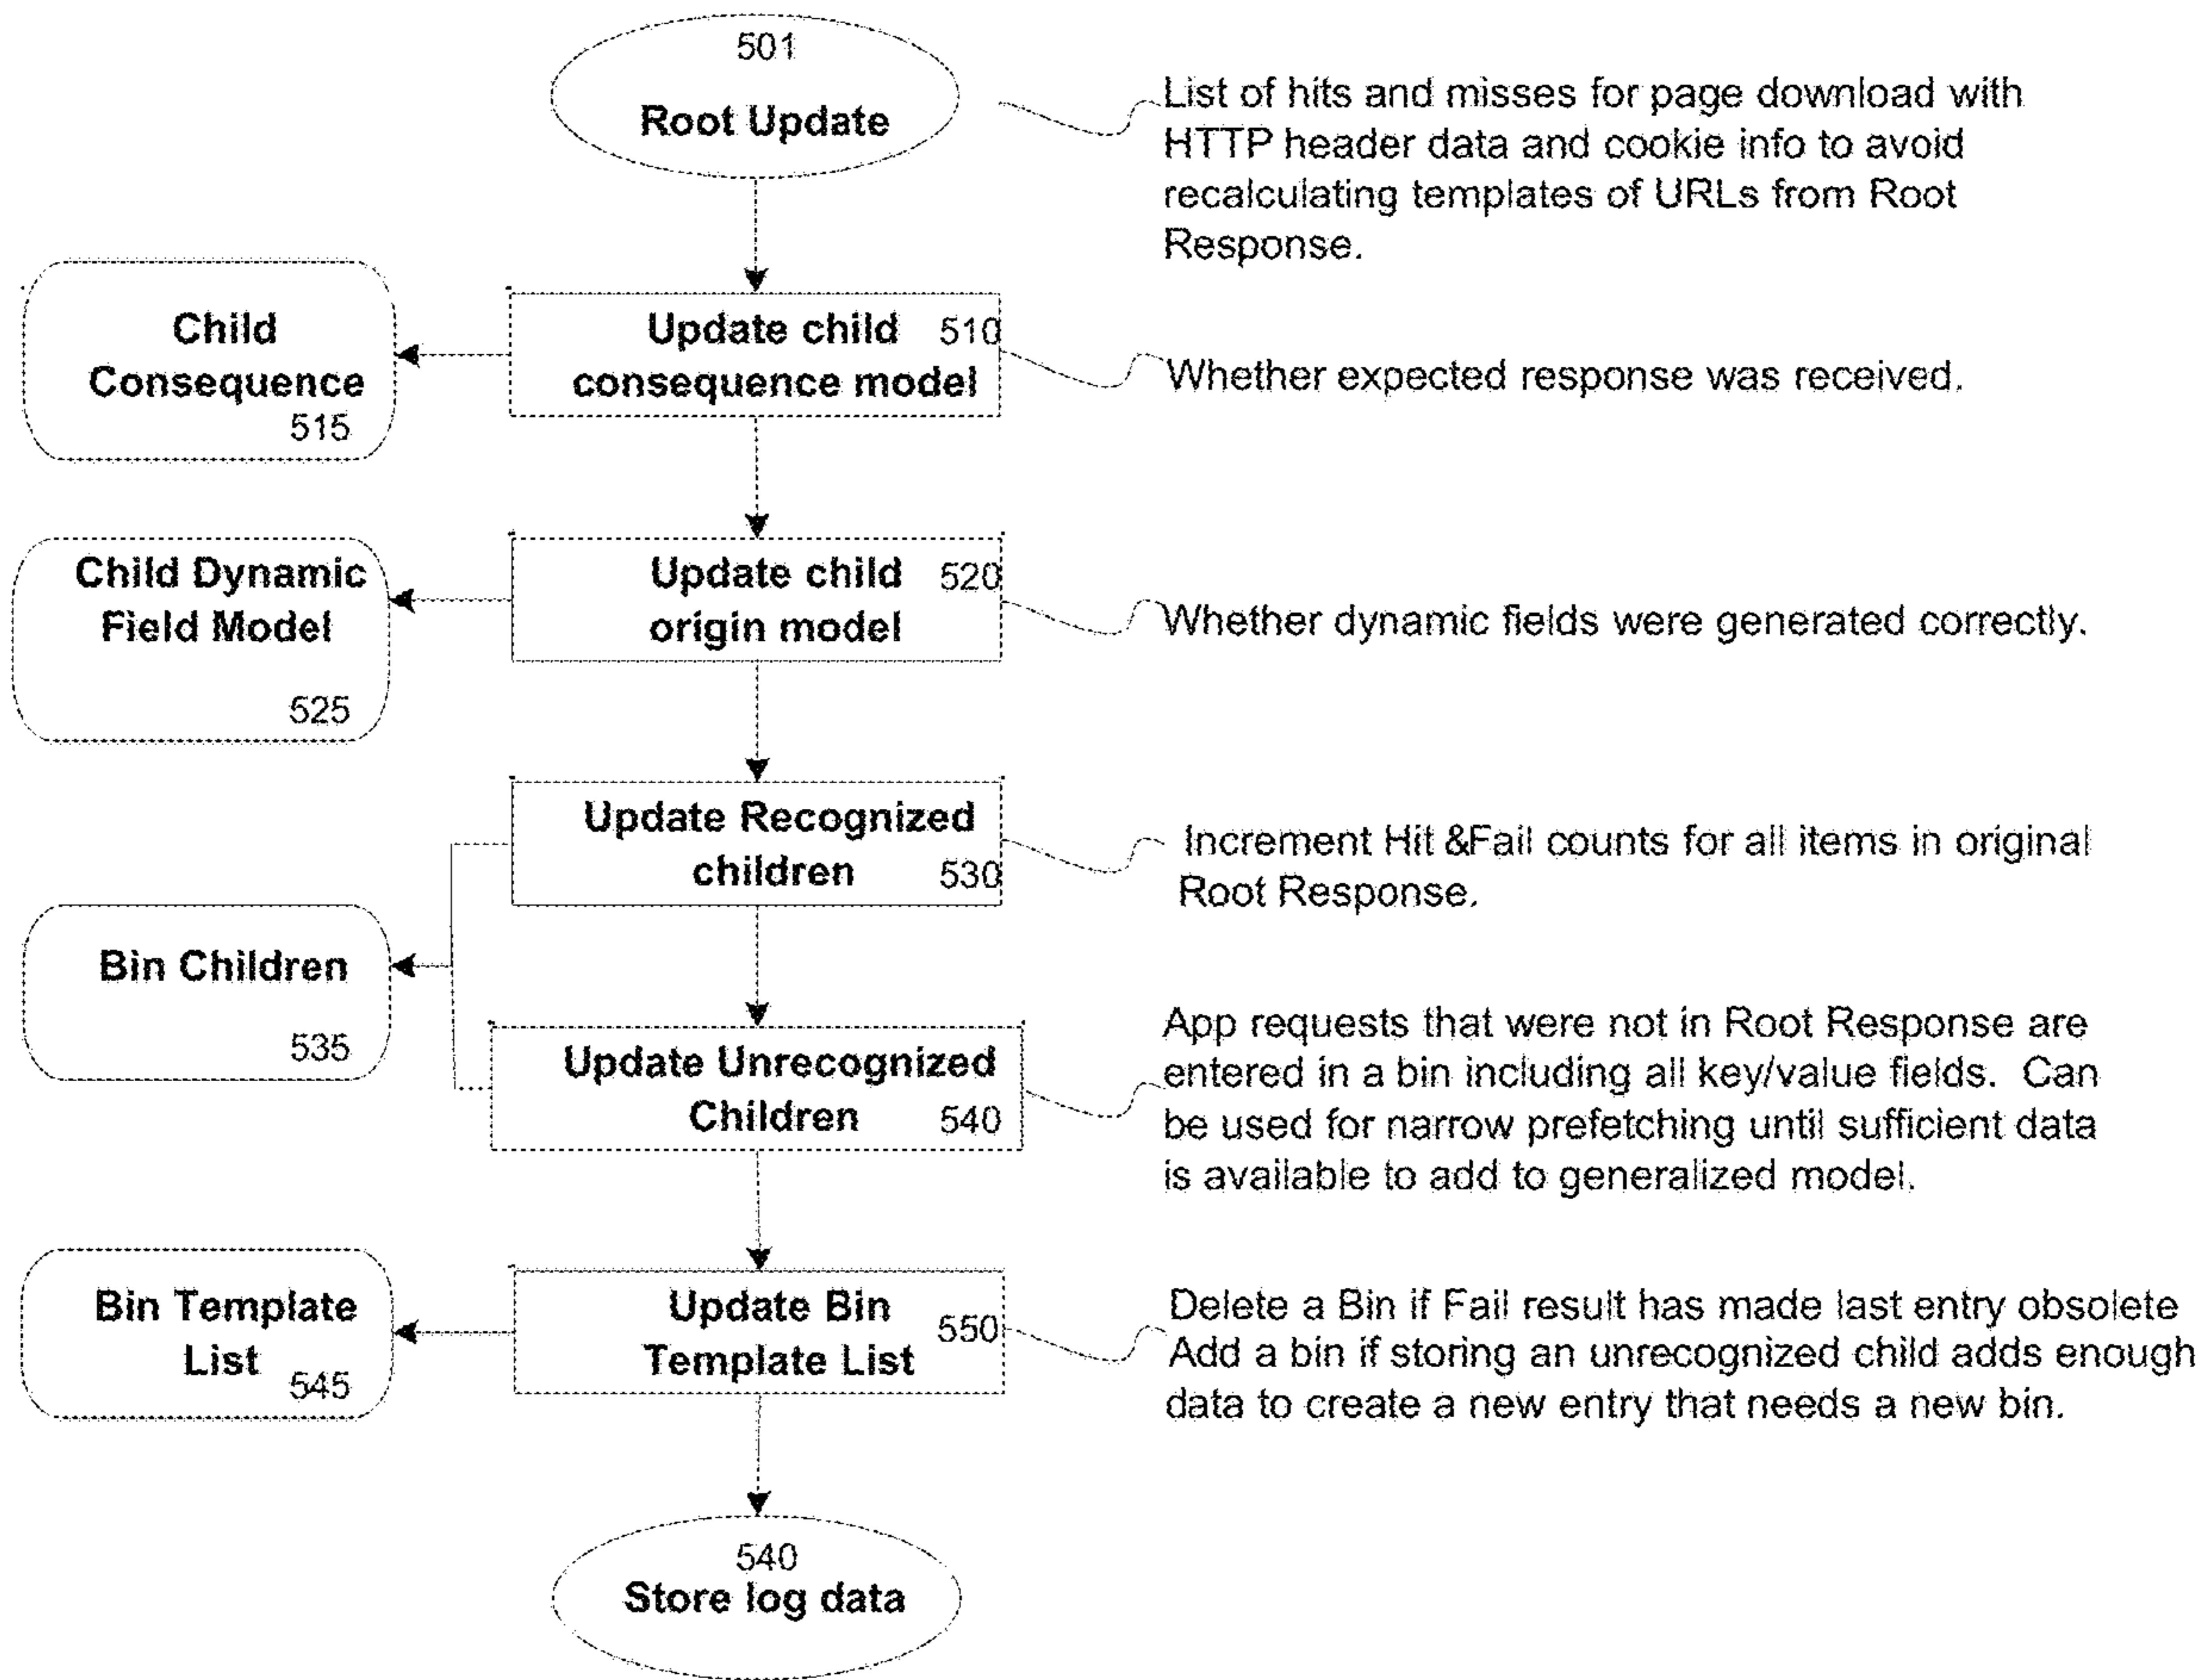 501
Root Update
List of hits and misses for page download with
HTTP header data and cookie info to avoid
recalculating templates of URLs from Root
Response.
Child
Consequence
515
Update child
consequence model
510
Whether expected response was received.
Child Dynamic
Field Model
525
Update child
origin model
520
Whether dynamic fields were generated correctly.
Update Recognized
children
530
Increment Hit &Fail counts for all items in original
Root Response.
Bin Children
535
Update Unrecognized
Children
540
App requests that were not in Root Response are
entered in a bin including all key/value fields. Can
be used for narrow prefetching until sufficient data
is available to add to generalized model.
Bin Template
List
545
Update Bin
Template List
550
Delete a Bin if Fail result has made last entry obsolete
Add a bin if storing an unrecognized child adds enough
data to create a new entry that needs a new bin.
540
Store log data